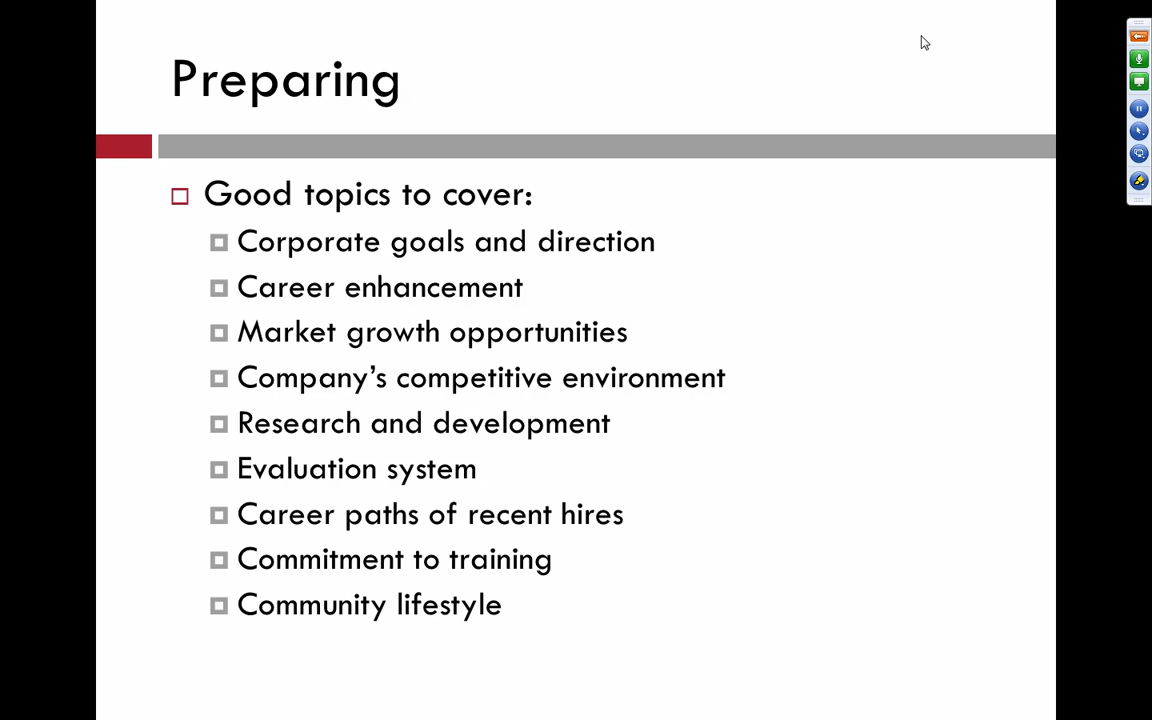 Preparing
Good topics to cover:
Corporate goals and direction
Career enhancement
Market growth opportunities
Company’s competitive environment
Research and development
Evaluation system
Career paths of recent hires
Commitment to training
Community lifestyle